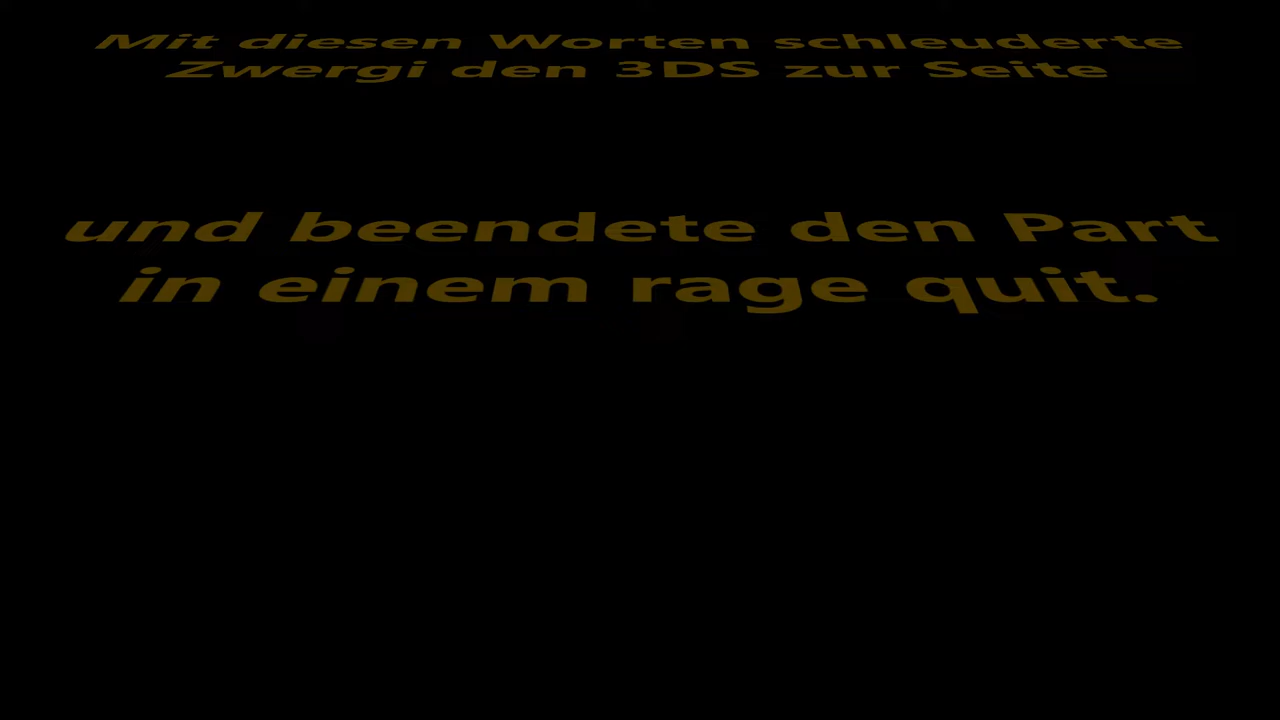 Mit diesen Worten schleuderte
Zwergi den 3DS zur Seite
und beendete den Part
in einem rage quit.